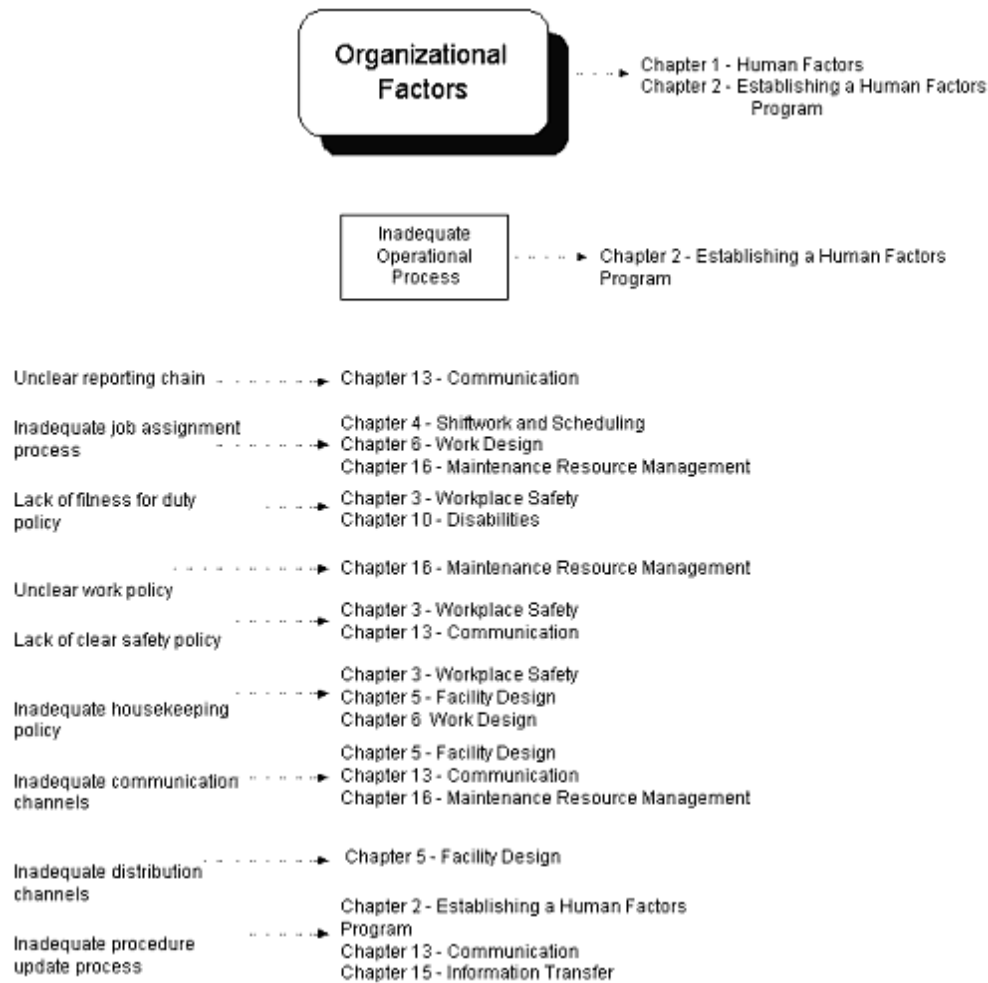 Organizational
Factors
Chapter 1 - Human Factors
Chapter 2 - Establishing a Human Factors
Program
Inadequate
Operational
Process
Chapter 2 - Establishing a Human Factors
Program
Unclear reporting chain
Chapter 13 - Communication
Inadequate job assignment
process
Chapter 4 - Shiftwork and Scheduling
Chapter 6 - Work Design
Chapter 16 - Maintenance Resource Management
Lack of fitness for duty
policy
Chapter 3 - Workplace Safety
Chapter 10 - Disabilities
Unclear work policy
Chapter 16 - Maintenance Resource Management
Lack of clear safety policy
Chapter 3 - Workplace Safety
Chapter 13 - Communication
Inadequate housekeeping
policy
Chapter 3 - Workplace Safety
Chapter 5 - Facility Design
Chapter 6 Work Design
Inadequate communication
channels
Chapter 5 - Facility Design
Chapter 13 - Communication
Chapter 16 - Maintenance Resource Management
Inadequate distribution
channels
Chapter 5 - Facility Design
Inadequate procedure
update process
Chapter 2 - Establishing a Human Factors
Program
Chapter 13 - Communication
Chapter 15 - Information Transfer